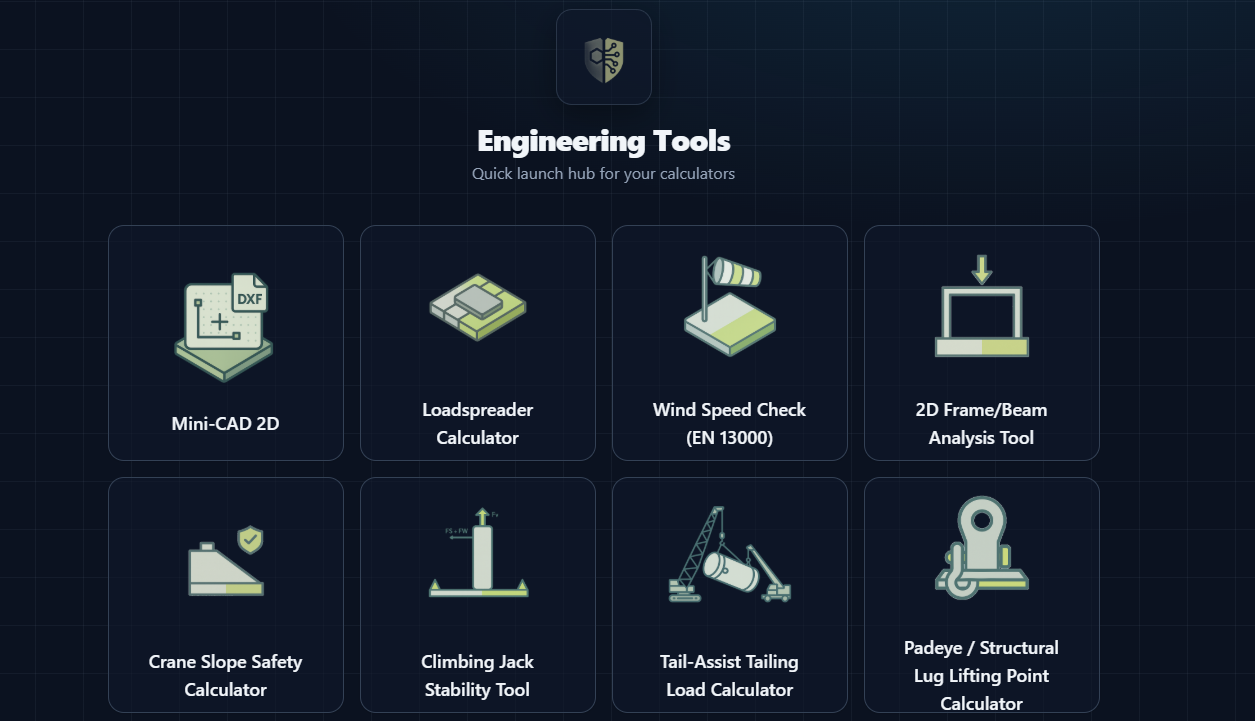 Engineering Tools
Quick launch hub for your calculators
DXF
Mini-CAD 2D
Loadspreader
Calculator
Wind Speed Check
(EN 13000)
2D Frame/Beam
Analysis Tool
Crane Slope Safety
Calculator
FS+FW
Climbing Jack
Stability Tool
Tail-Assist Tailing
Load Calculator
Padeye / Structural
Lug Lifting Point
Calculator